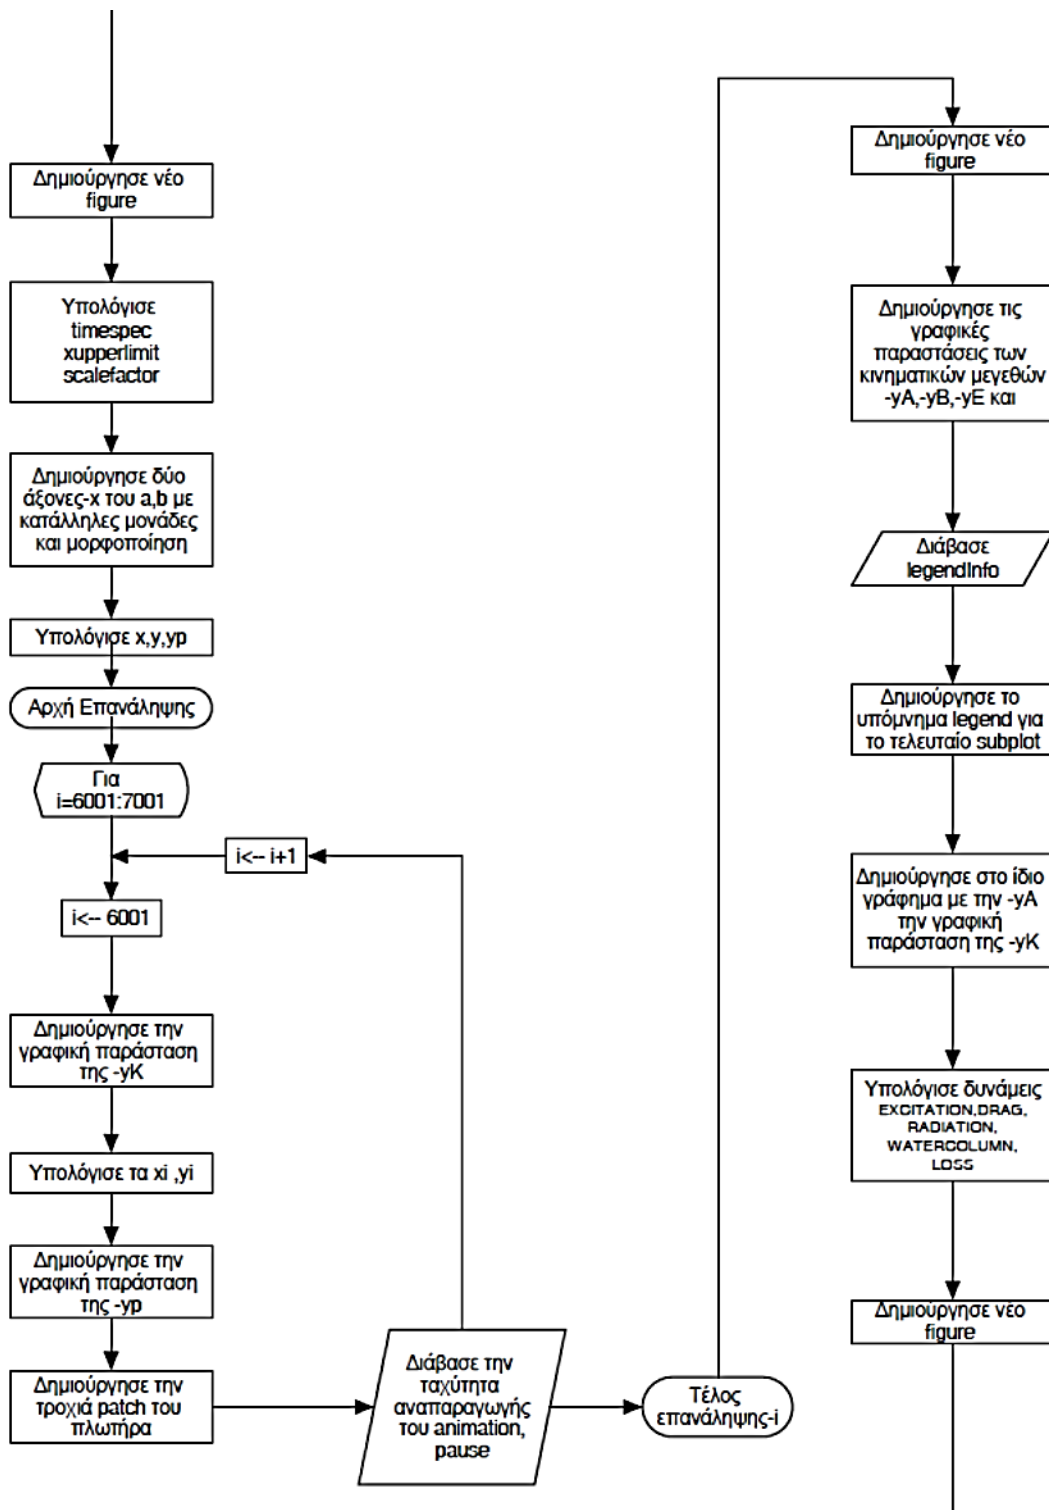 Δημιούργησε νέο
figure
Υπολόγισε
timespec
xupperlimit
scalefactor
Δημιούργησε δύο
άξονες-x του a,b με
κατάλληλες μονάδες
και μορφοποίηση
Υπολόγισε x,y,yp
Αρχή Επανάληψης
Για
i=6001:7001
i<-- i+1
i<-- 6001
Δημιούργησε την
γραφική παράσταση
της -yK
Υπολόγισε τα xi ,yi
Δημιούργησε την
γραφική παράσταση
της -yp
Δημιούργησε την
τροχιά patch του
πλωτήρα
Διάβασε την
ταχύτητα
αναπαραγωγής
του animation,
pause
Τέλος
επανάληψης-i
Δημιούργησε νέο
figure
Δημιούργησε τις
γραφικές
παραστάσεις των
κινηματικών μεγεθών
-yA,-yB,-yE και
Διάβασε
legendInfo
Δημιούργησε το
υπόμνημα legend για
το τελευταίο subplot
Δημιούργησε στο ίδιο
γράφημα με την -yA
την γραφική
παράσταση της -yK
Υπολόγισε δυνάμεις
EXCITATION,DRAG,
RADIATION,
WATERCOLUMN,
LOSS
Δημιούργησε νέο
figure